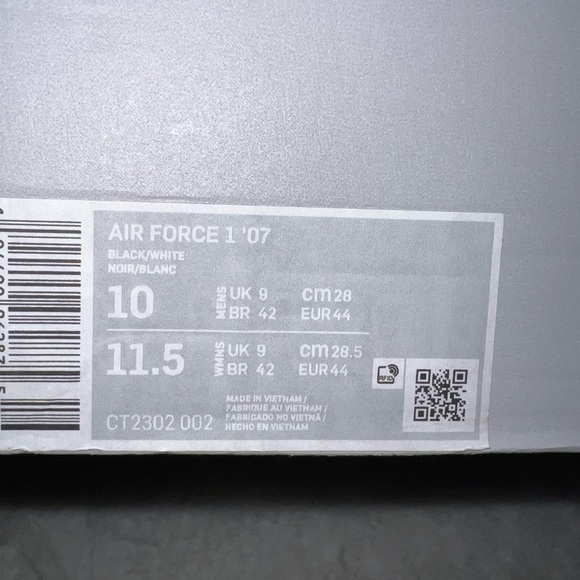 AIR FORCE 1 '07
BLACK/WHITE
NOIR/BLANC
10 MENS UK 9 cm 28
BR 42 EUR 44
11.5 WMNS UK 9 cm 28.5
BR 42 EUR 44
RFID
MADE IN VIETNAM /
FABRIQUE AU VIETNAM /
FABRICADO NO VIETNÃ /
HECHO EN VIETNAM
CT2302 002